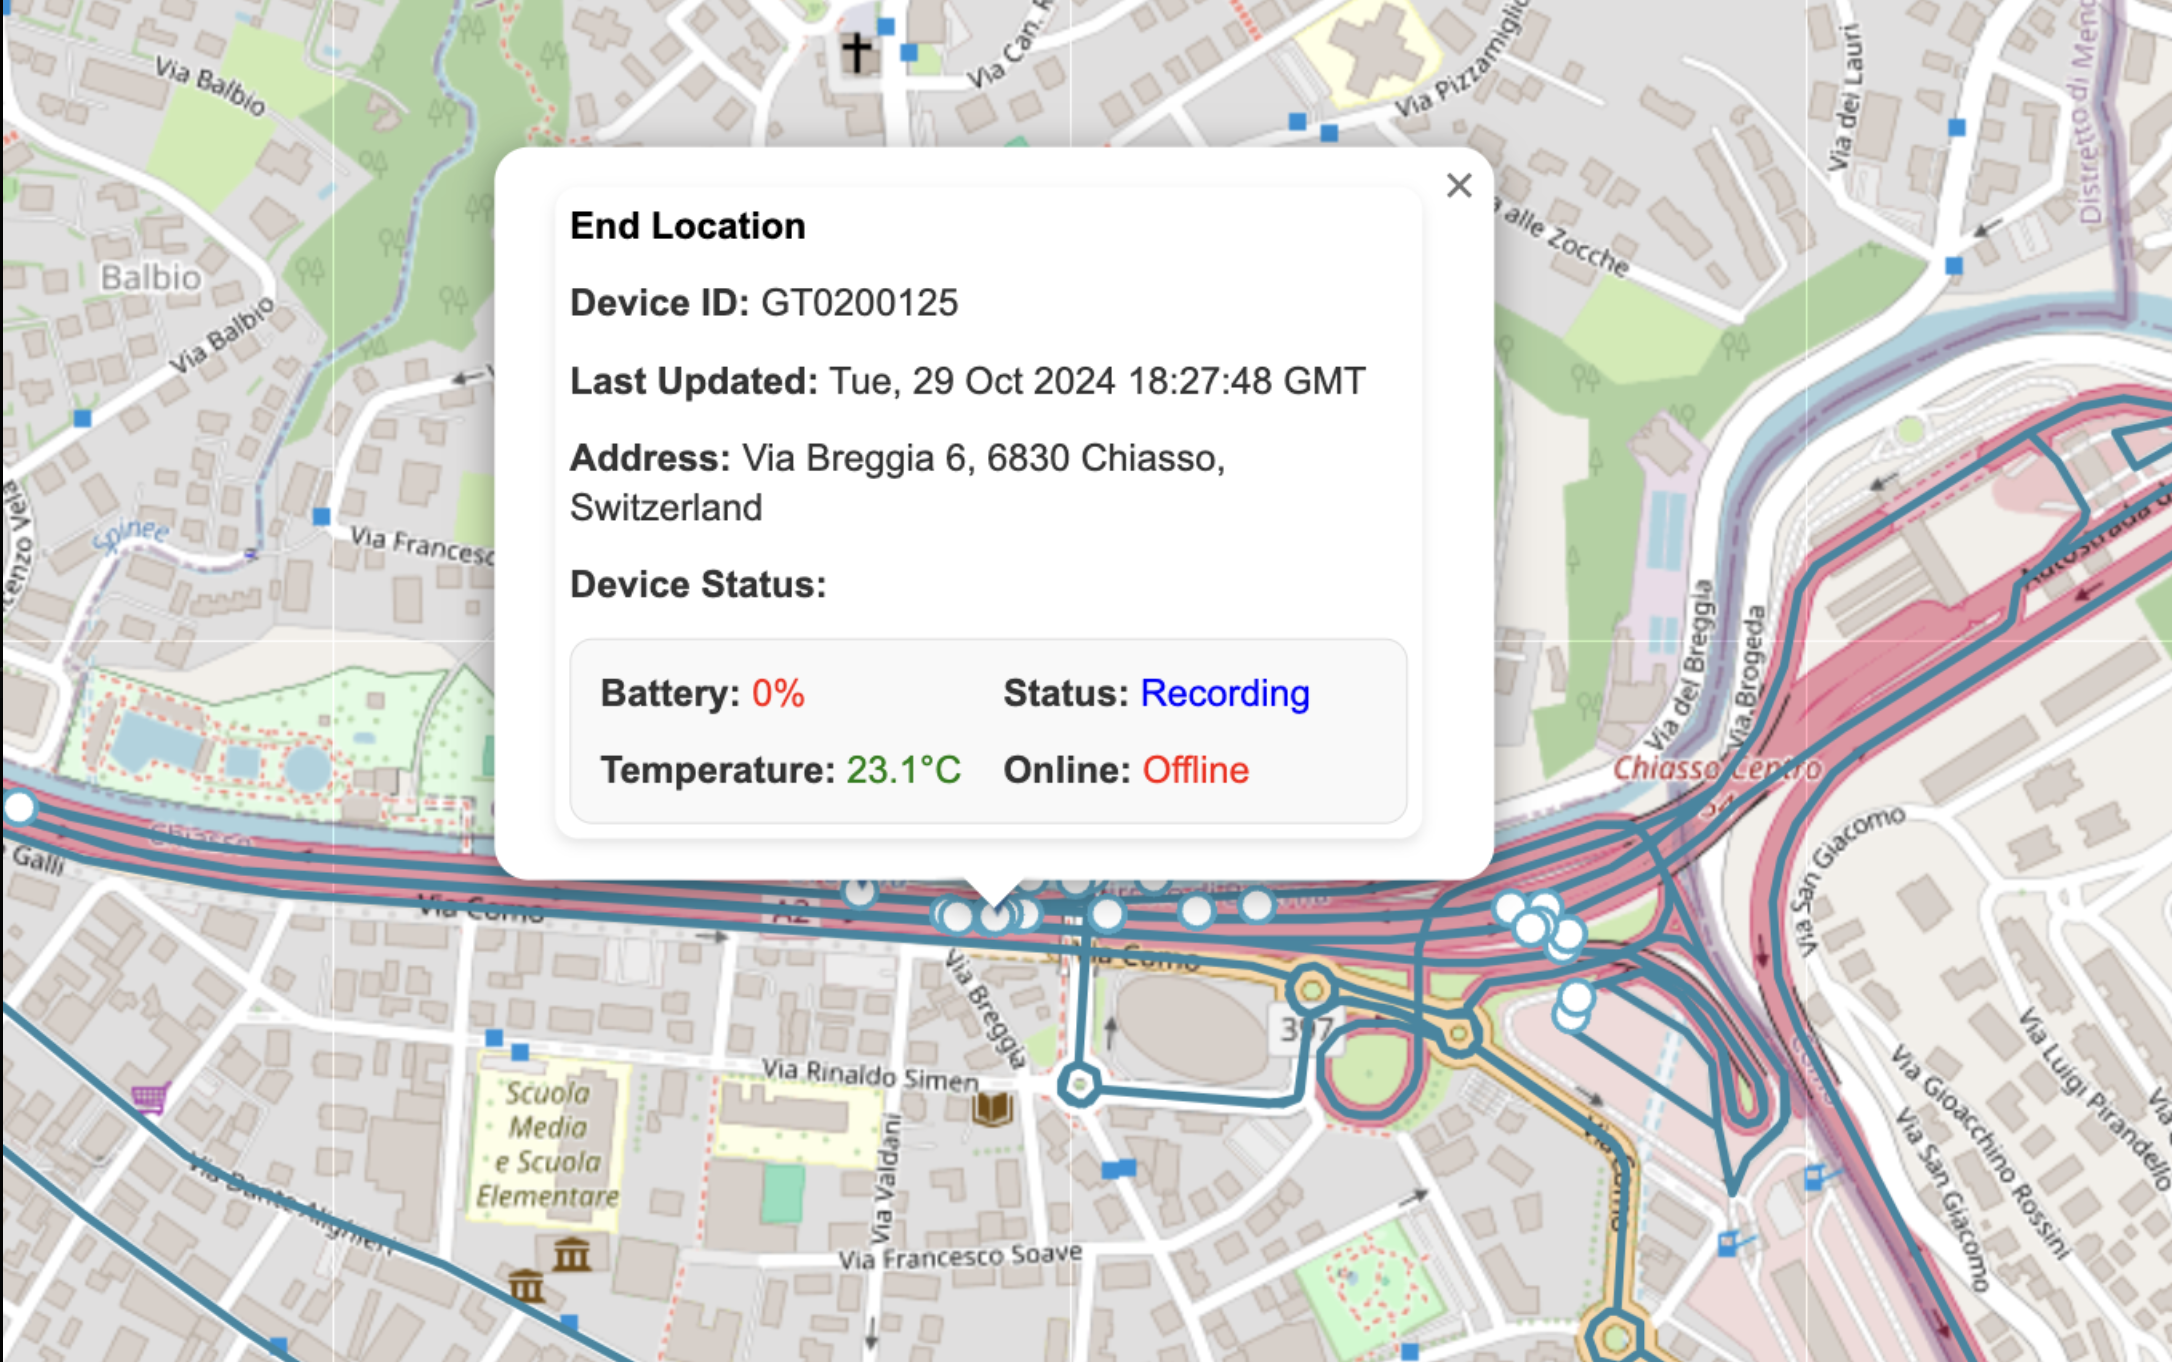 Via Balbio
Via Can. R
Via Pizzamiglio
Via dei Lauri
Distretto di Mend
alle Zocche
Balbio
Via Balbio
End Location
Device ID: GT0200125
Last Updated: Tue, 29 Oct 2024 18:27:48 GMT
Address: Via Breggia 6, 6830 Chiasso,
Switzerland
Device Status:
Battery: 0% Status: Recording
Temperature: 23.1°C Online: Offline
Spinee
Via Francesc
cenzo Vela
Autostrada d
Via del Breggia
Via Brogeda
Chiasso Centro
Chiasso
Galli
Via Como
A2
Via Como
Via San Giacomo
Via Breggia
397
Via Rinaldo Simen
Scuola
Media
e Scuola
Elementare
Via Valdani
Via Dante Alighieri
Via Francesco Soave
Via Luigi Pirandello
Via Gioacchino Rossini
Via San Giacomo